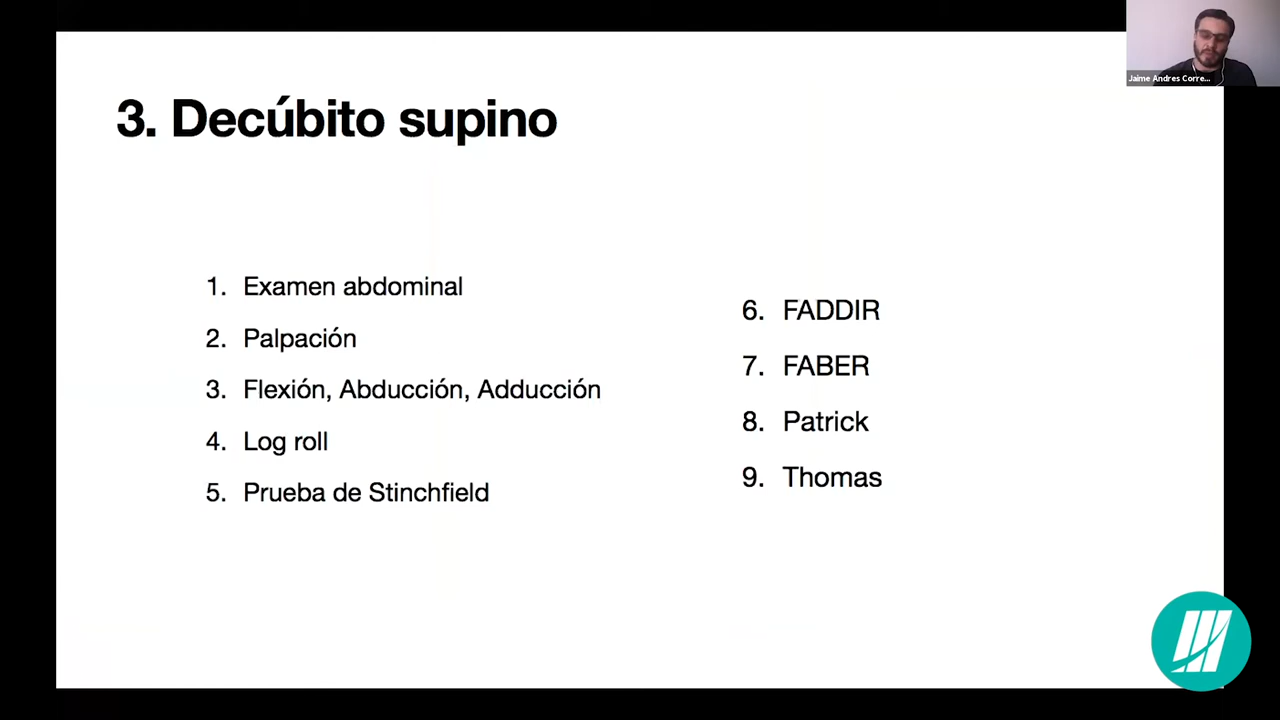 Jaime Andres Corre...
3. Decúbito supino
1. Examen abdominal
2. Palpación
3. Flexión, Abducción, Adducción
4. Log roll
5. Prueba de Stinchfield
6. FADDIR
7. FABER
8. Patrick
9. Thomas